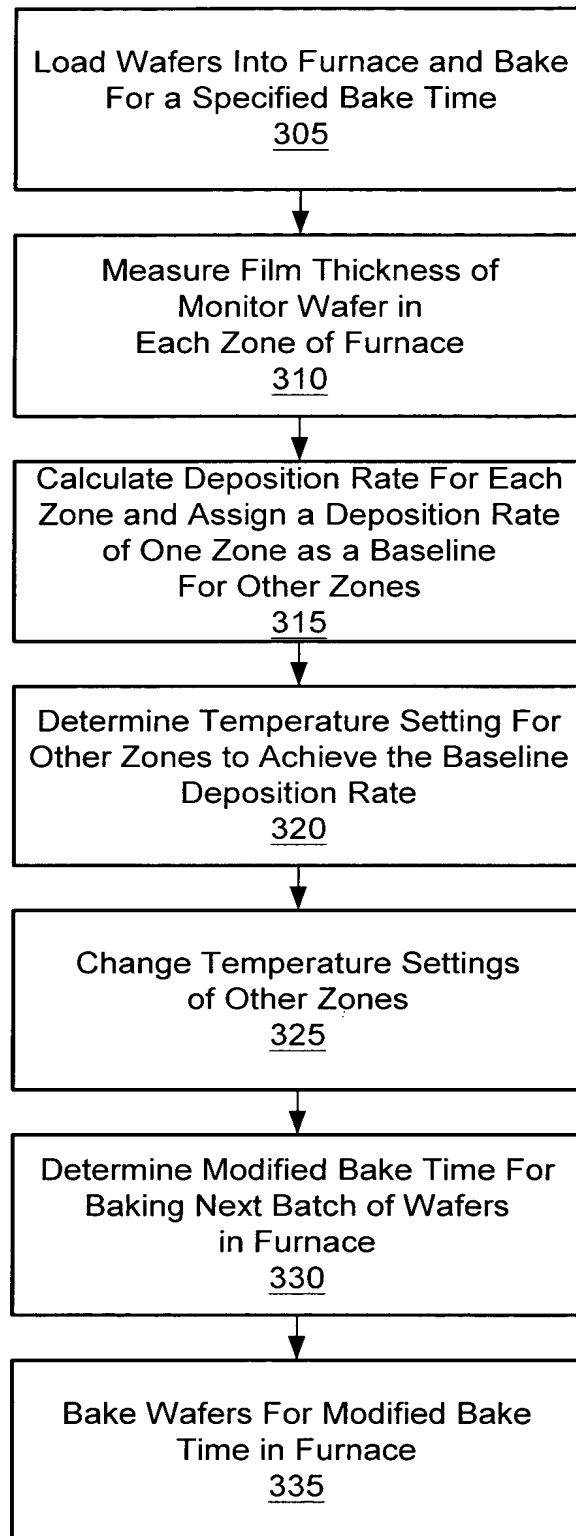 Load Wafers Into Furnace and Bake
For a Specified Bake Time
305
Measure Film Thickness of
Monitor Wafer in
Each Zone of Furnace
310
Calculate Deposition Rate For Each
Zone and Assign a Deposition Rate
of One Zone as a Baseline
For Other Zones
315
Determine Temperature Setting For
Other Zones to Achieve the Baseline
Deposition Rate
320
Change Temperature Settings
of Other Zones
325
Determine Modified Bake Time For
Baking Next Batch of Wafers
in Furnace
330
Bake Wafers For Modified Bake
Time in Furnace
335